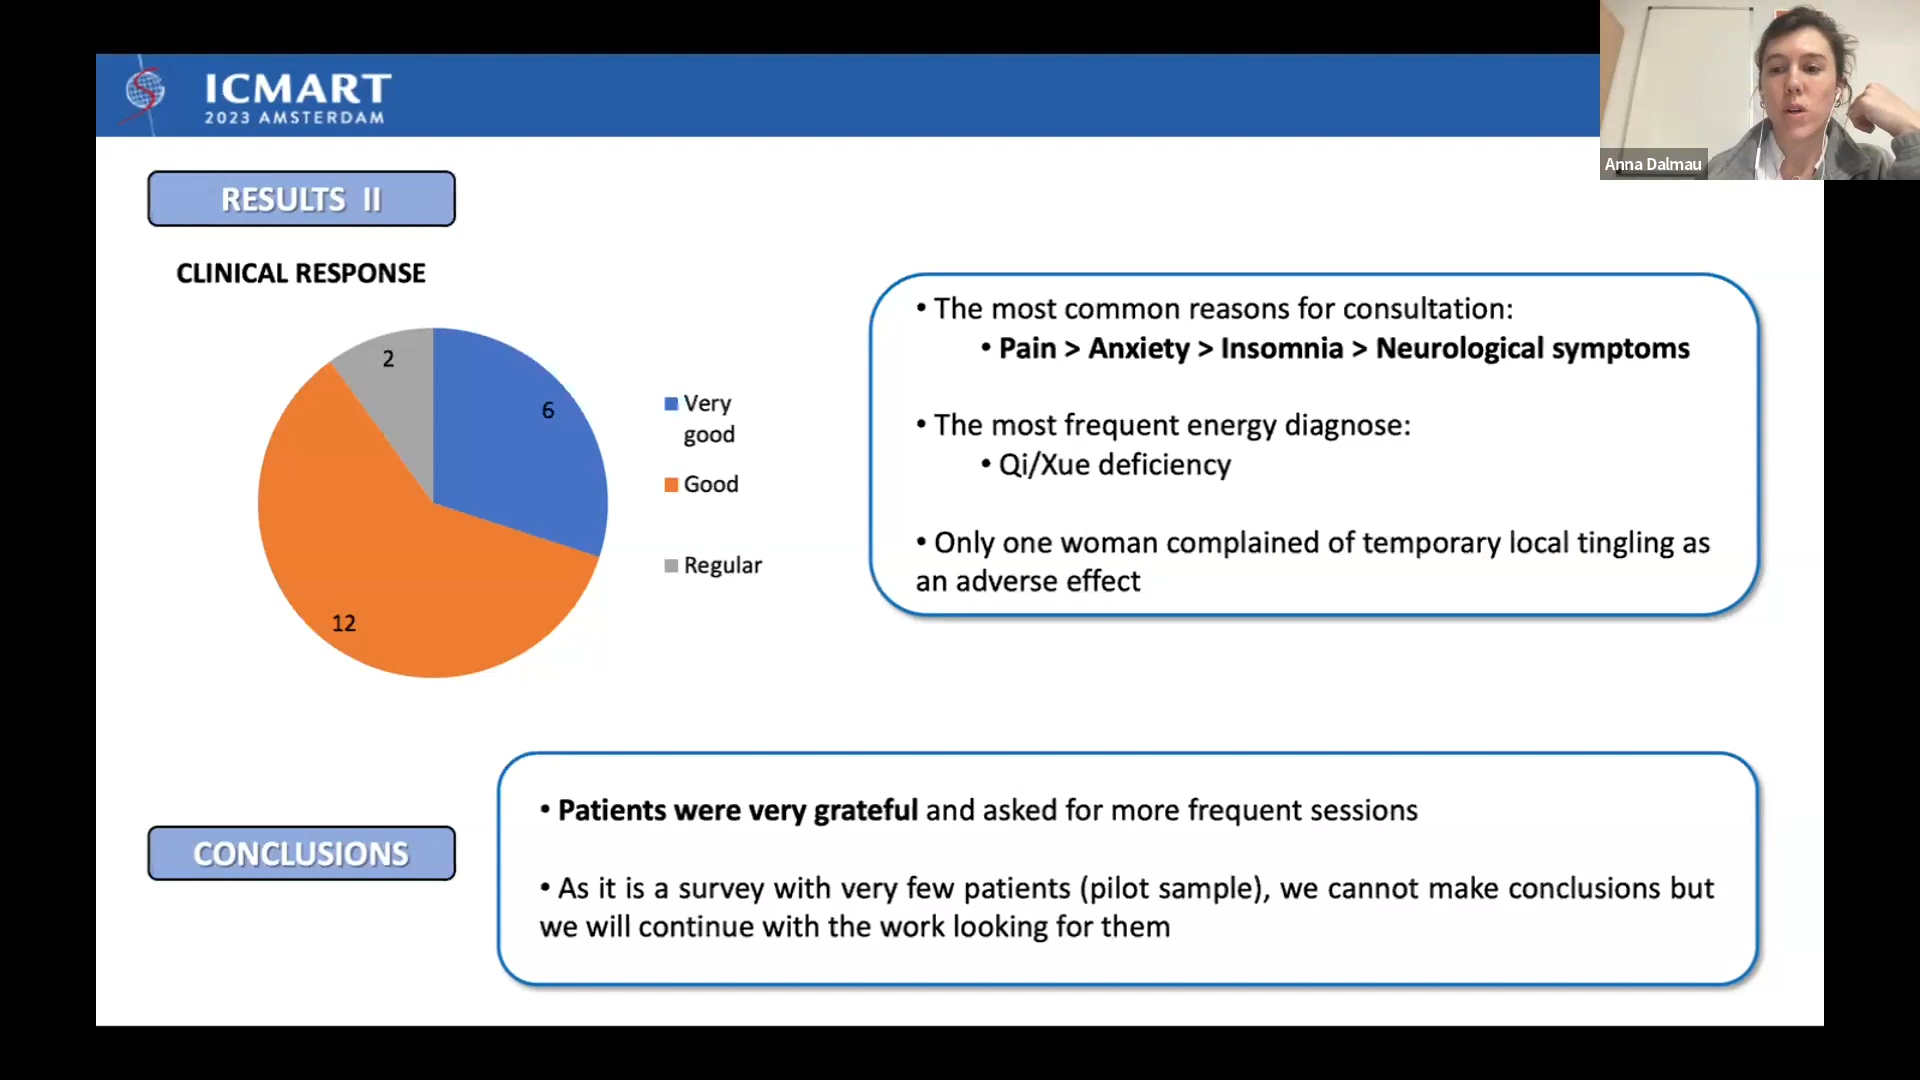 ICMART
2023 AMSTERDAM
Anna Dalmau
RESULTS II
CLINICAL RESPONSE
2
6
12
Very
good
Good
Regular
• The most common reasons for consultation:
• Pain > Anxiety > Insomnia > Neurological symptoms
• The most frequent energy diagnose:
• Qi/Xue deficiency
• Only one woman complained of temporary local tingling as
an adverse effect
CONCLUSIONS
• Patients were very grateful and asked for more frequent sessions
• As it is a survey with very few patients (pilot sample), we cannot make conclusions but
we will continue with the work looking for them